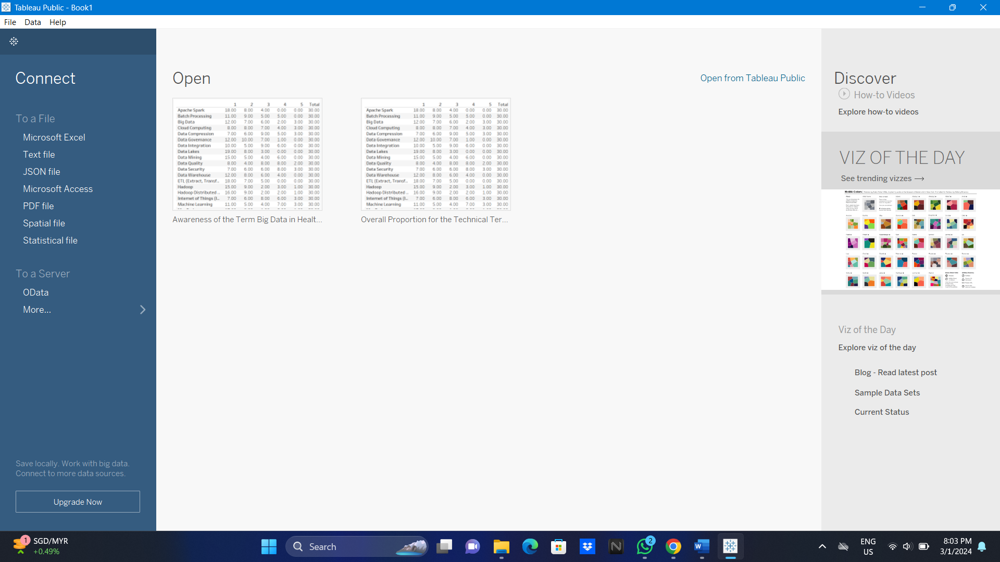 Tableau Public - Book1
File Data Help
Connect
To a File
Microsoft Excel
Text file
JSON file
Microsoft Access
PDF file
Spatial file
Statistical file
To a Server
OData
More...
Save locally. Work with big data.
Connect to more data sources.
Upgrade Now
Open
Open from Tableau Public
1 2 3 4 5 Total
Apache Spark 18.00 8.00 4.00 0.00 0.00 30.00
Batch Processing 11.00 9.00 5.00 5.00 0.00 30.00
Big Data 12.00 7.00 6.00 2.00 3.00 30.00
Cloud Computing 8.00 8.00 7.00 4.00 3.00 30.00
Data Compression 7.00 6.00 9.00 5.00 3.00 30.00
Data Governance 12.00 10.00 7.00 1.00 0.00 30.00
Data Integration 10.00 5.00 9.00 6.00 0.00 30.00
Data Lakes 19.00 8.00 3.00 0.00 0.00 30.00
Data Mining 15.00 5.00 4.00 6.00 0.00 30.00
Data Quality 8.00 4.00 8.00 8.00 2.00 30.00
Data Security 7.00 6.00 6.00 8.00 3.00 30.00
Data Warehouse 12.00 8.00 6.00 4.00 0.00 30.00
ETL (Extract, Transf.. 18.00 7.00 5.00 0.00 0.00 30.00
Hadoop 15.00 9.00 2.00 3.00 1.00 30.00
Hadoop Distributed .. 16.00 9.00 2.00 2.00 1.00 30.00
Internet of Things (I.. 7.00 6.00 8.00 6.00 3.00 30.00
Machine Learning 11.00 5.00 4.00 7.00 3.00 30.00
Awareness of the Term Big Data in Healt...
1 2 3 4 5 Total
Apache Spark 18.00 8.00 4.00 0.00 0.00 30.00
Batch Processing 11.00 9.00 5.00 5.00 0.00 30.00
Big Data 12.00 7.00 6.00 2.00 3.00 30.00
Cloud Computing 8.00 8.00 7.00 4.00 3.00 30.00
Data Compression 7.00 6.00 9.00 5.00 3.00 30.00
Data Governance 12.00 10.00 7.00 1.00 0.00 30.00
Data Integration 10.00 5.00 9.00 6.00 0.00 30.00
Data Lakes 19.00 8.00 3.00 0.00 0.00 30.00
Data Mining 15.00 5.00 4.00 6.00 0.00 30.00
Data Quality 8.00 4.00 8.00 8.00 2.00 30.00
Data Security 7.00 6.00 6.00 8.00 3.00 30.00
Data Warehouse 12.00 8.00 6.00 4.00 0.00 30.00
ETL (Extract, Transf.. 18.00 7.00 5.00 0.00 0.00 30.00
Hadoop 15.00 9.00 2.00 3.00 1.00 30.00
Hadoop Distributed .. 16.00 9.00 2.00 2.00 1.00 30.00
Internet of Things (I.. 7.00 6.00 8.00 6.00 3.00 30.00
Machine Learning 11.00 5.00 4.00 7.00 3.00 30.00
Overall Proportion for the Technical Ter...
Discover
How-to Videos
Explore how-to videos
VIZ OF THE DAY
See trending vizzes →
MoMA Colors
Viz of the Day
Explore viz of the day
Blog - Read latest post
Sample Data Sets
Current Status
1
SGD/MYR
+0.49%
Search
2
ENG
US
8:03 PM
3/1/2024